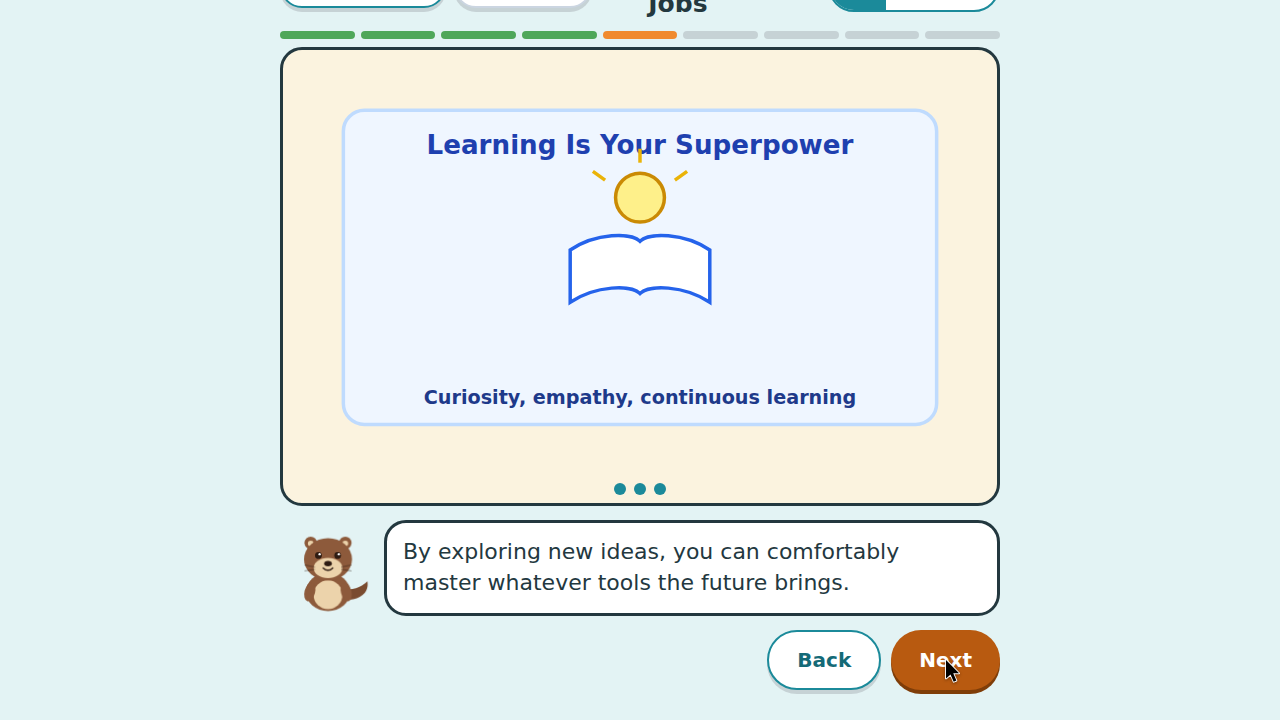 Jobs
Learning Is Your Superpower
Curiosity, empathy, continuous learning
By exploring new ideas, you can comfortably
master whatever tools the future brings.
Back
Next